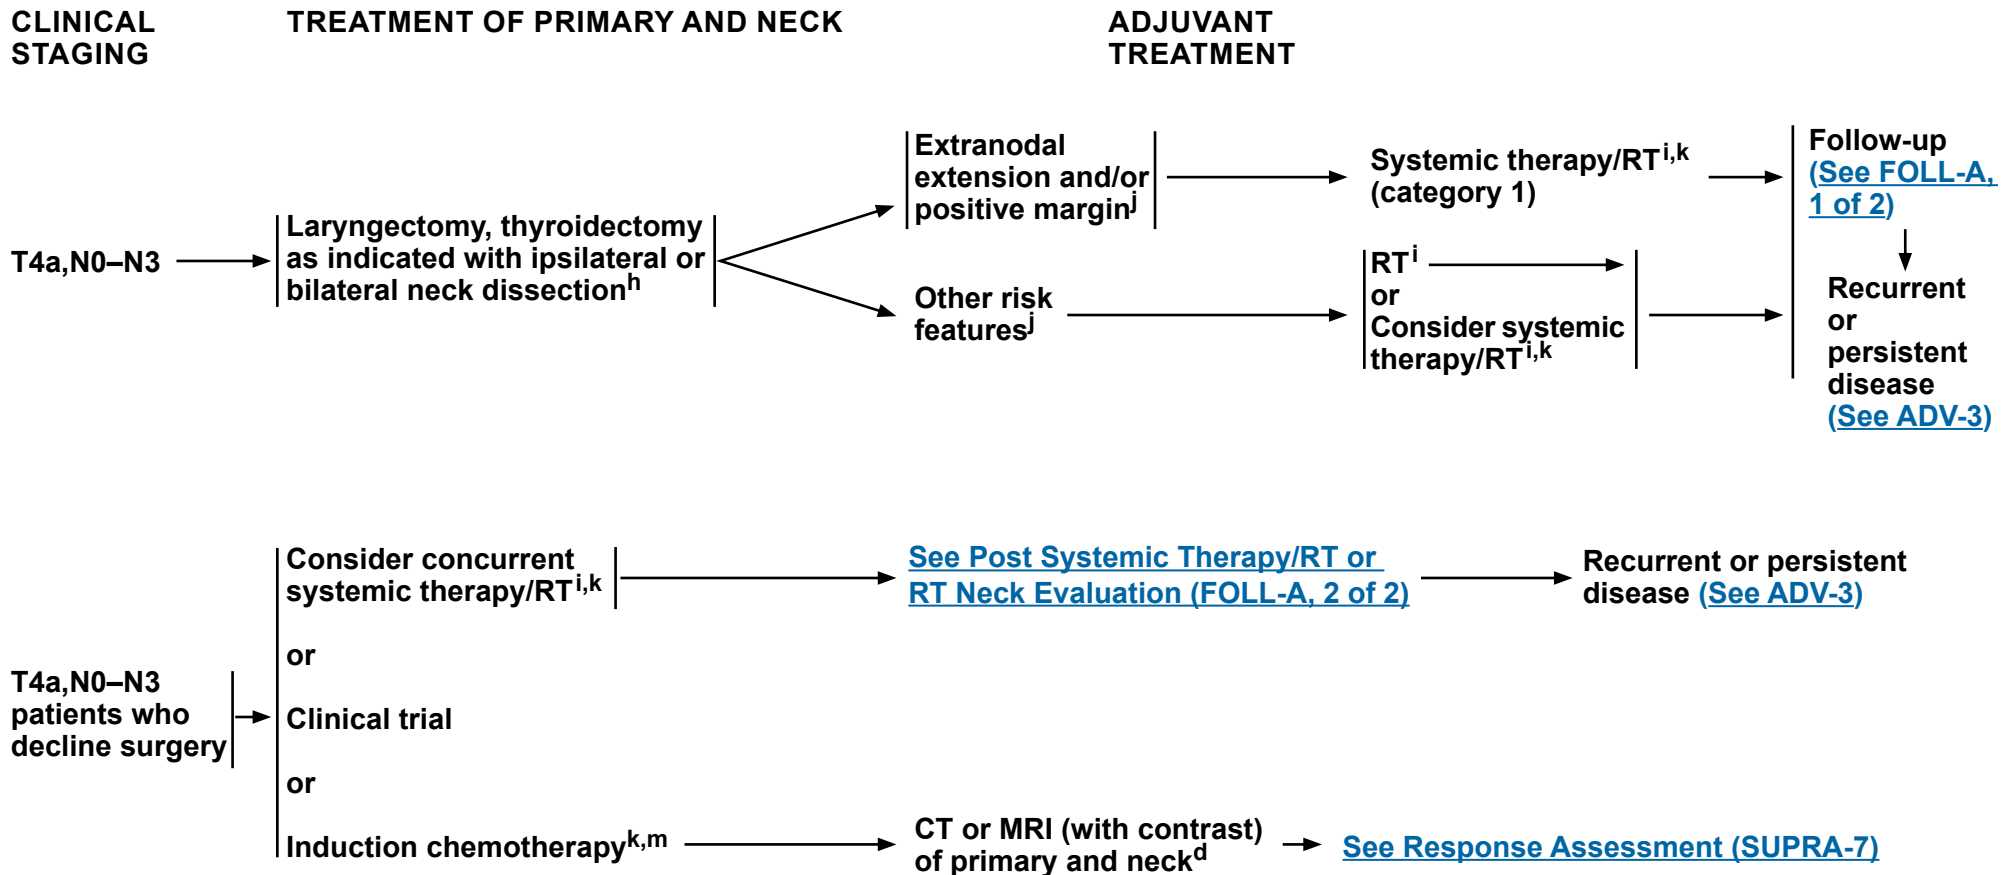 CLINICAL
STAGING
TREATMENT OF PRIMARY AND NECK
ADJUVANT
TREATMENT
T4a,N0–N3
Laryngectomy, thyroidectomy
as indicated with ipsilateral or
bilateral neck dissectionh
Extranodal
extension and/or
positive marginj
Systemic therapy/RTi,k
(category 1)
Other risk
featuresj
RTi
or
Consider systemic
therapy/RTi,k
Follow-up
(See FOLL-A,
1 of 2)
Recurrent
or
persistent
disease
(See ADV-3)
T4a,N0–N3
patients who
decline surgery
Consider concurrent
systemic therapy/RTi,k
See Post Systemic Therapy/RT or
RT Neck Evaluation (FOLL-A, 2 of 2)
Recurrent or persistent
disease (See ADV-3)
or
Clinical trial
or
Induction chemotherapyk,m
CT or MRI (with contrast)
of primary and neckd
See Response Assessment (SUPRA-7)